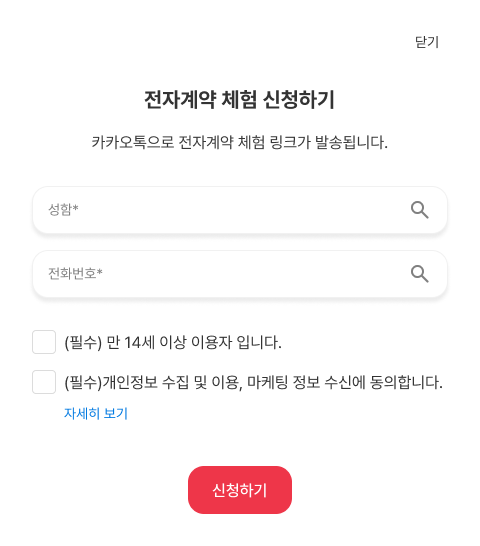 닫기
전자계약 체험 신청하기
카카오톡으로 전자계약 체험 링크가 발송됩니다.
성함*
전화번호*
(필수) 만 14세 이상 이용자 입니다.
(필수)개인정보 수집 및 이용, 마케팅 정보 수신에 동의합니다.
자세히 보기
신청하기